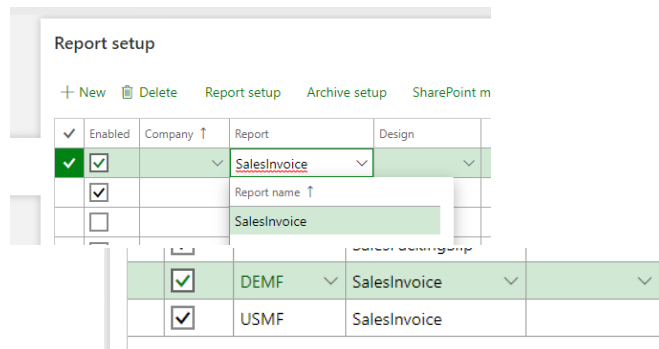 Report setup
New Delete Report setup Archive setup SharePoint m
Enabled Company ↑ Report Design
SalesInvoice
Report name ↑
SalesInvoice
DEMF SalesInvoice
USMF SalesInvoice